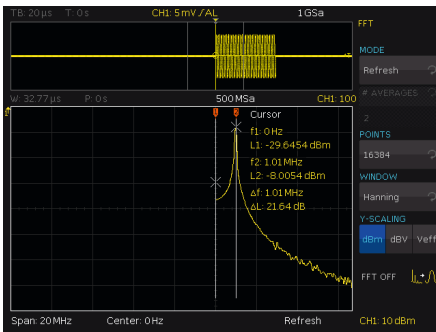 TB: 20 µs T: 0 s CH1: 5 mV / AL 1 GSa
FFT
MODE
Refresh
# AVERAGES
2
POINTS
16384
WINDOW
Hanning
Y-SCALING
dBm dBV Veff
FFT OFF
W: 32.77 µs P: 0 s 500 MSa CH1: 100
Cursor
f1: 0 Hz
L1: -29.6454 dBm
f2: 1.01 MHz
L2: -8.0054 dBm
Δf: 1.01 MHz
ΔL: 21.64 dB
Span: 20 MHz Center: 0 Hz Refresh CH1: 10 dBm